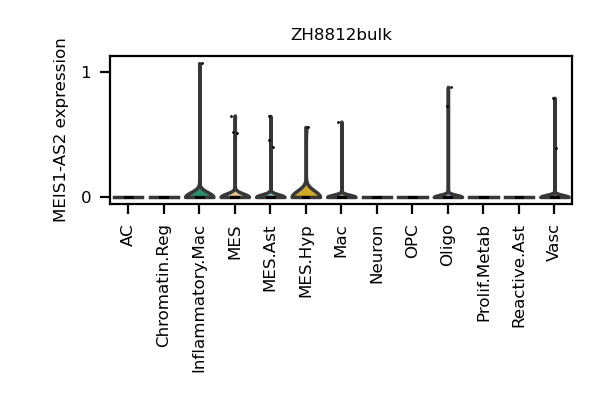 ZH8812bulk
MEIS1-AS2 expression
1
0
AC
Chromatin.Reg
Inflammatory.Mac
MES
MES.Ast
MES.Hyp
Mac
Neuron
OPC
Oligo
Prolif.Metab
Reactive.Ast
Vasc